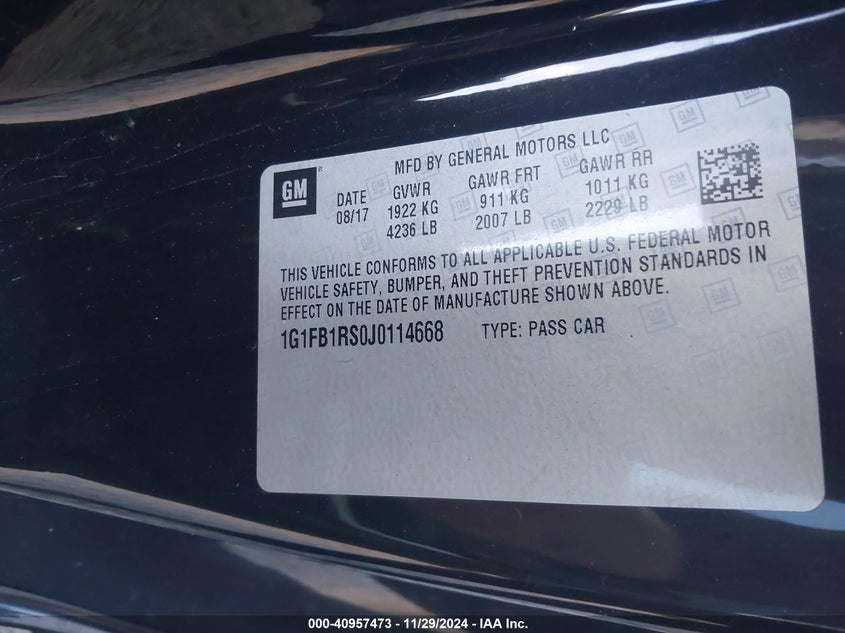 GM
®
MFD BY GENERAL MOTORS LLC
DATE GVWR GAWR FRT GAWR RR
08/17 1922 KG 911 KG 1011 KG
4236 LB 2007 LB 2229 LB
THIS VEHICLE CONFORMS TO ALL APPLICABLE U.S. FEDERAL MOTOR
VEHICLE SAFETY, BUMPER, AND THEFT PREVENTION STANDARDS IN
EFFECT ON THE DATE OF MANUFACTURE SHOWN ABOVE.
1G1FB1RS0J0114668 TYPE: PASS CAR
000-40957473 - 11/29/2024 - IAA Inc.